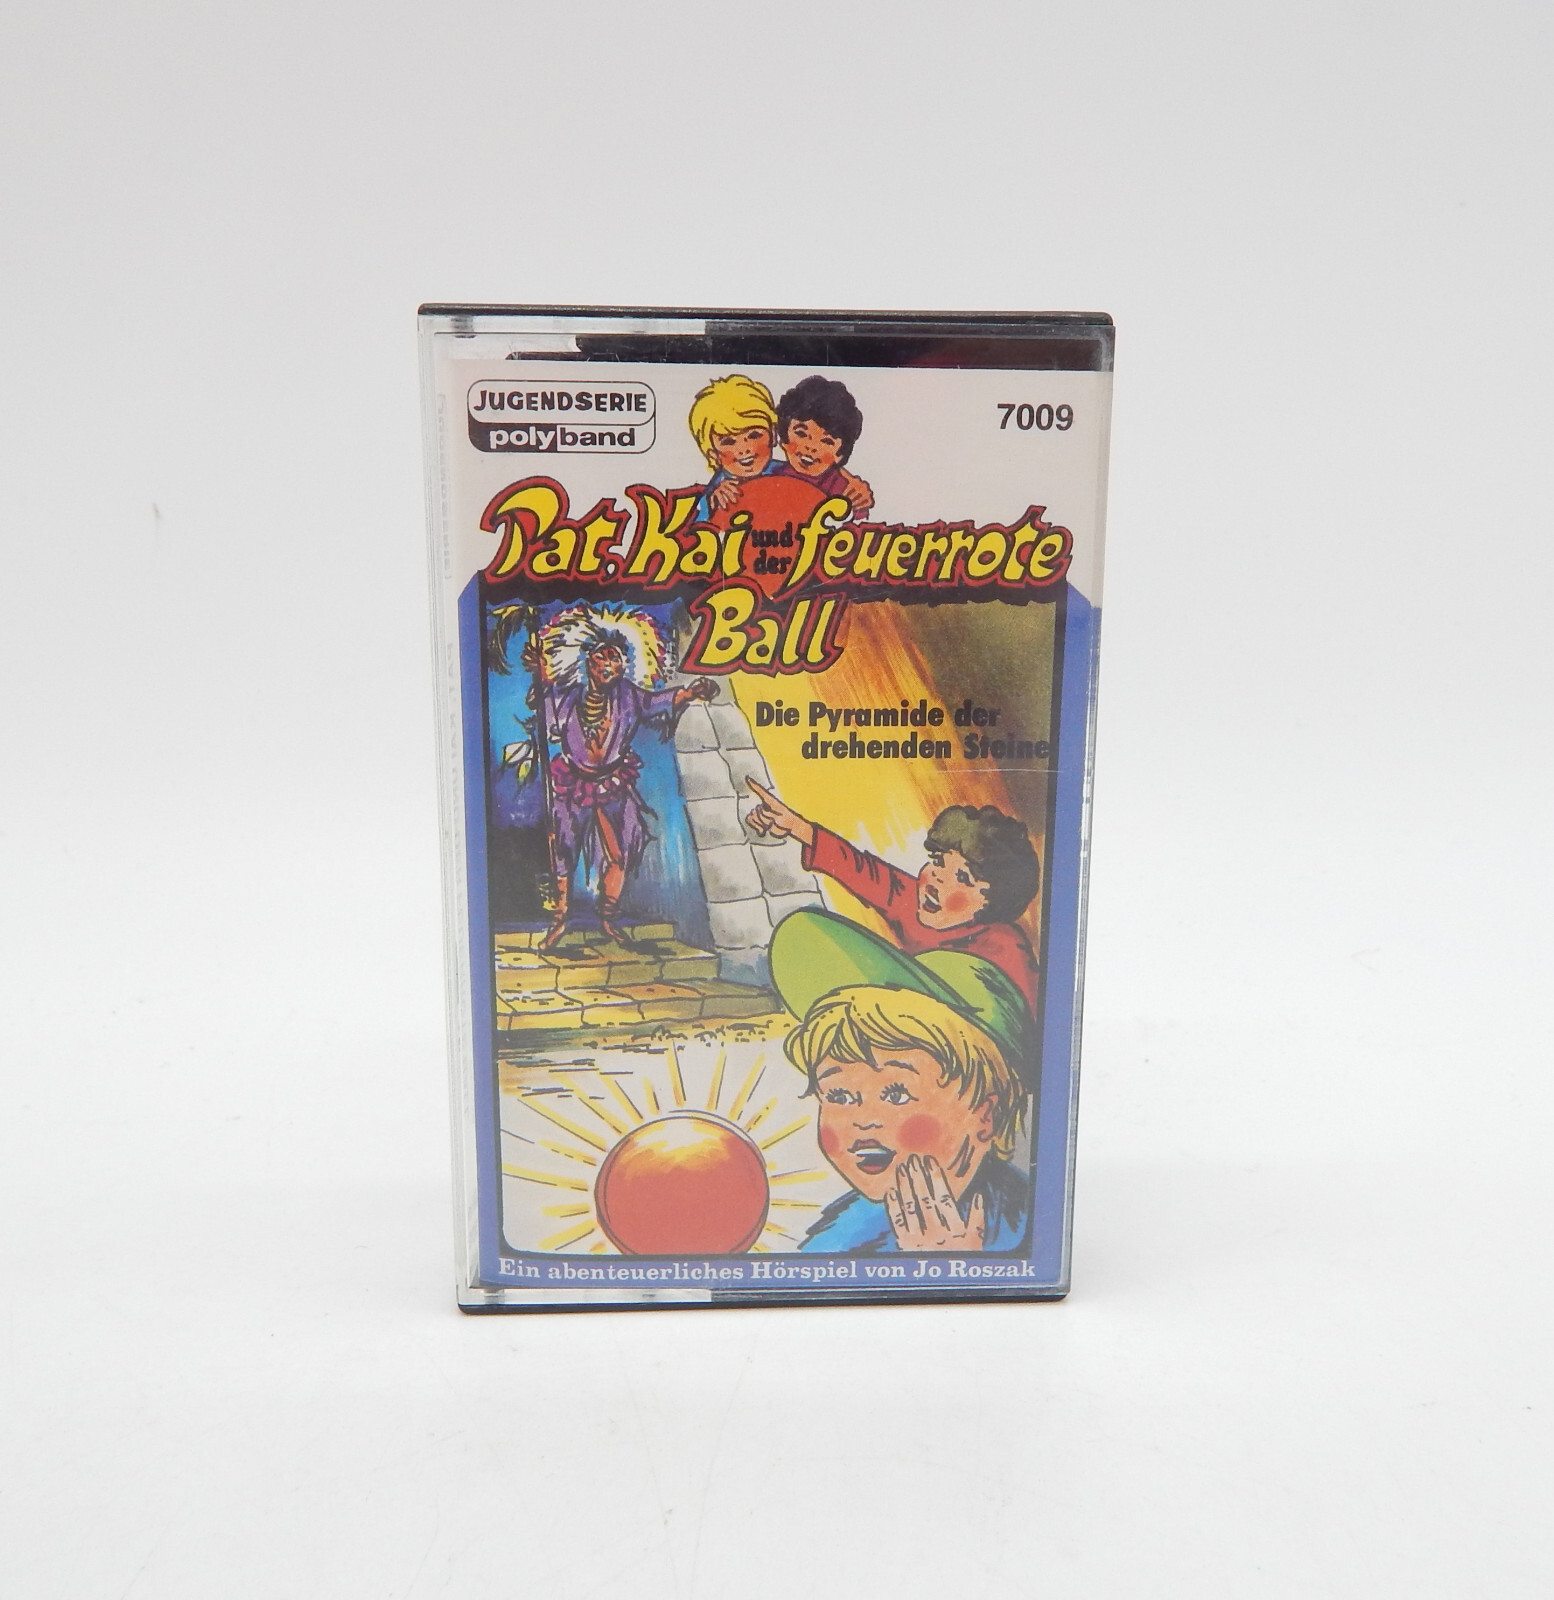 JUGENDSERIE
polyband
7009
Pat, Kai und der feuerrote
Ball
Die Pyramide der
drehenden Steine
Ein abenteuerliches Hörspiel von Jo Roszak